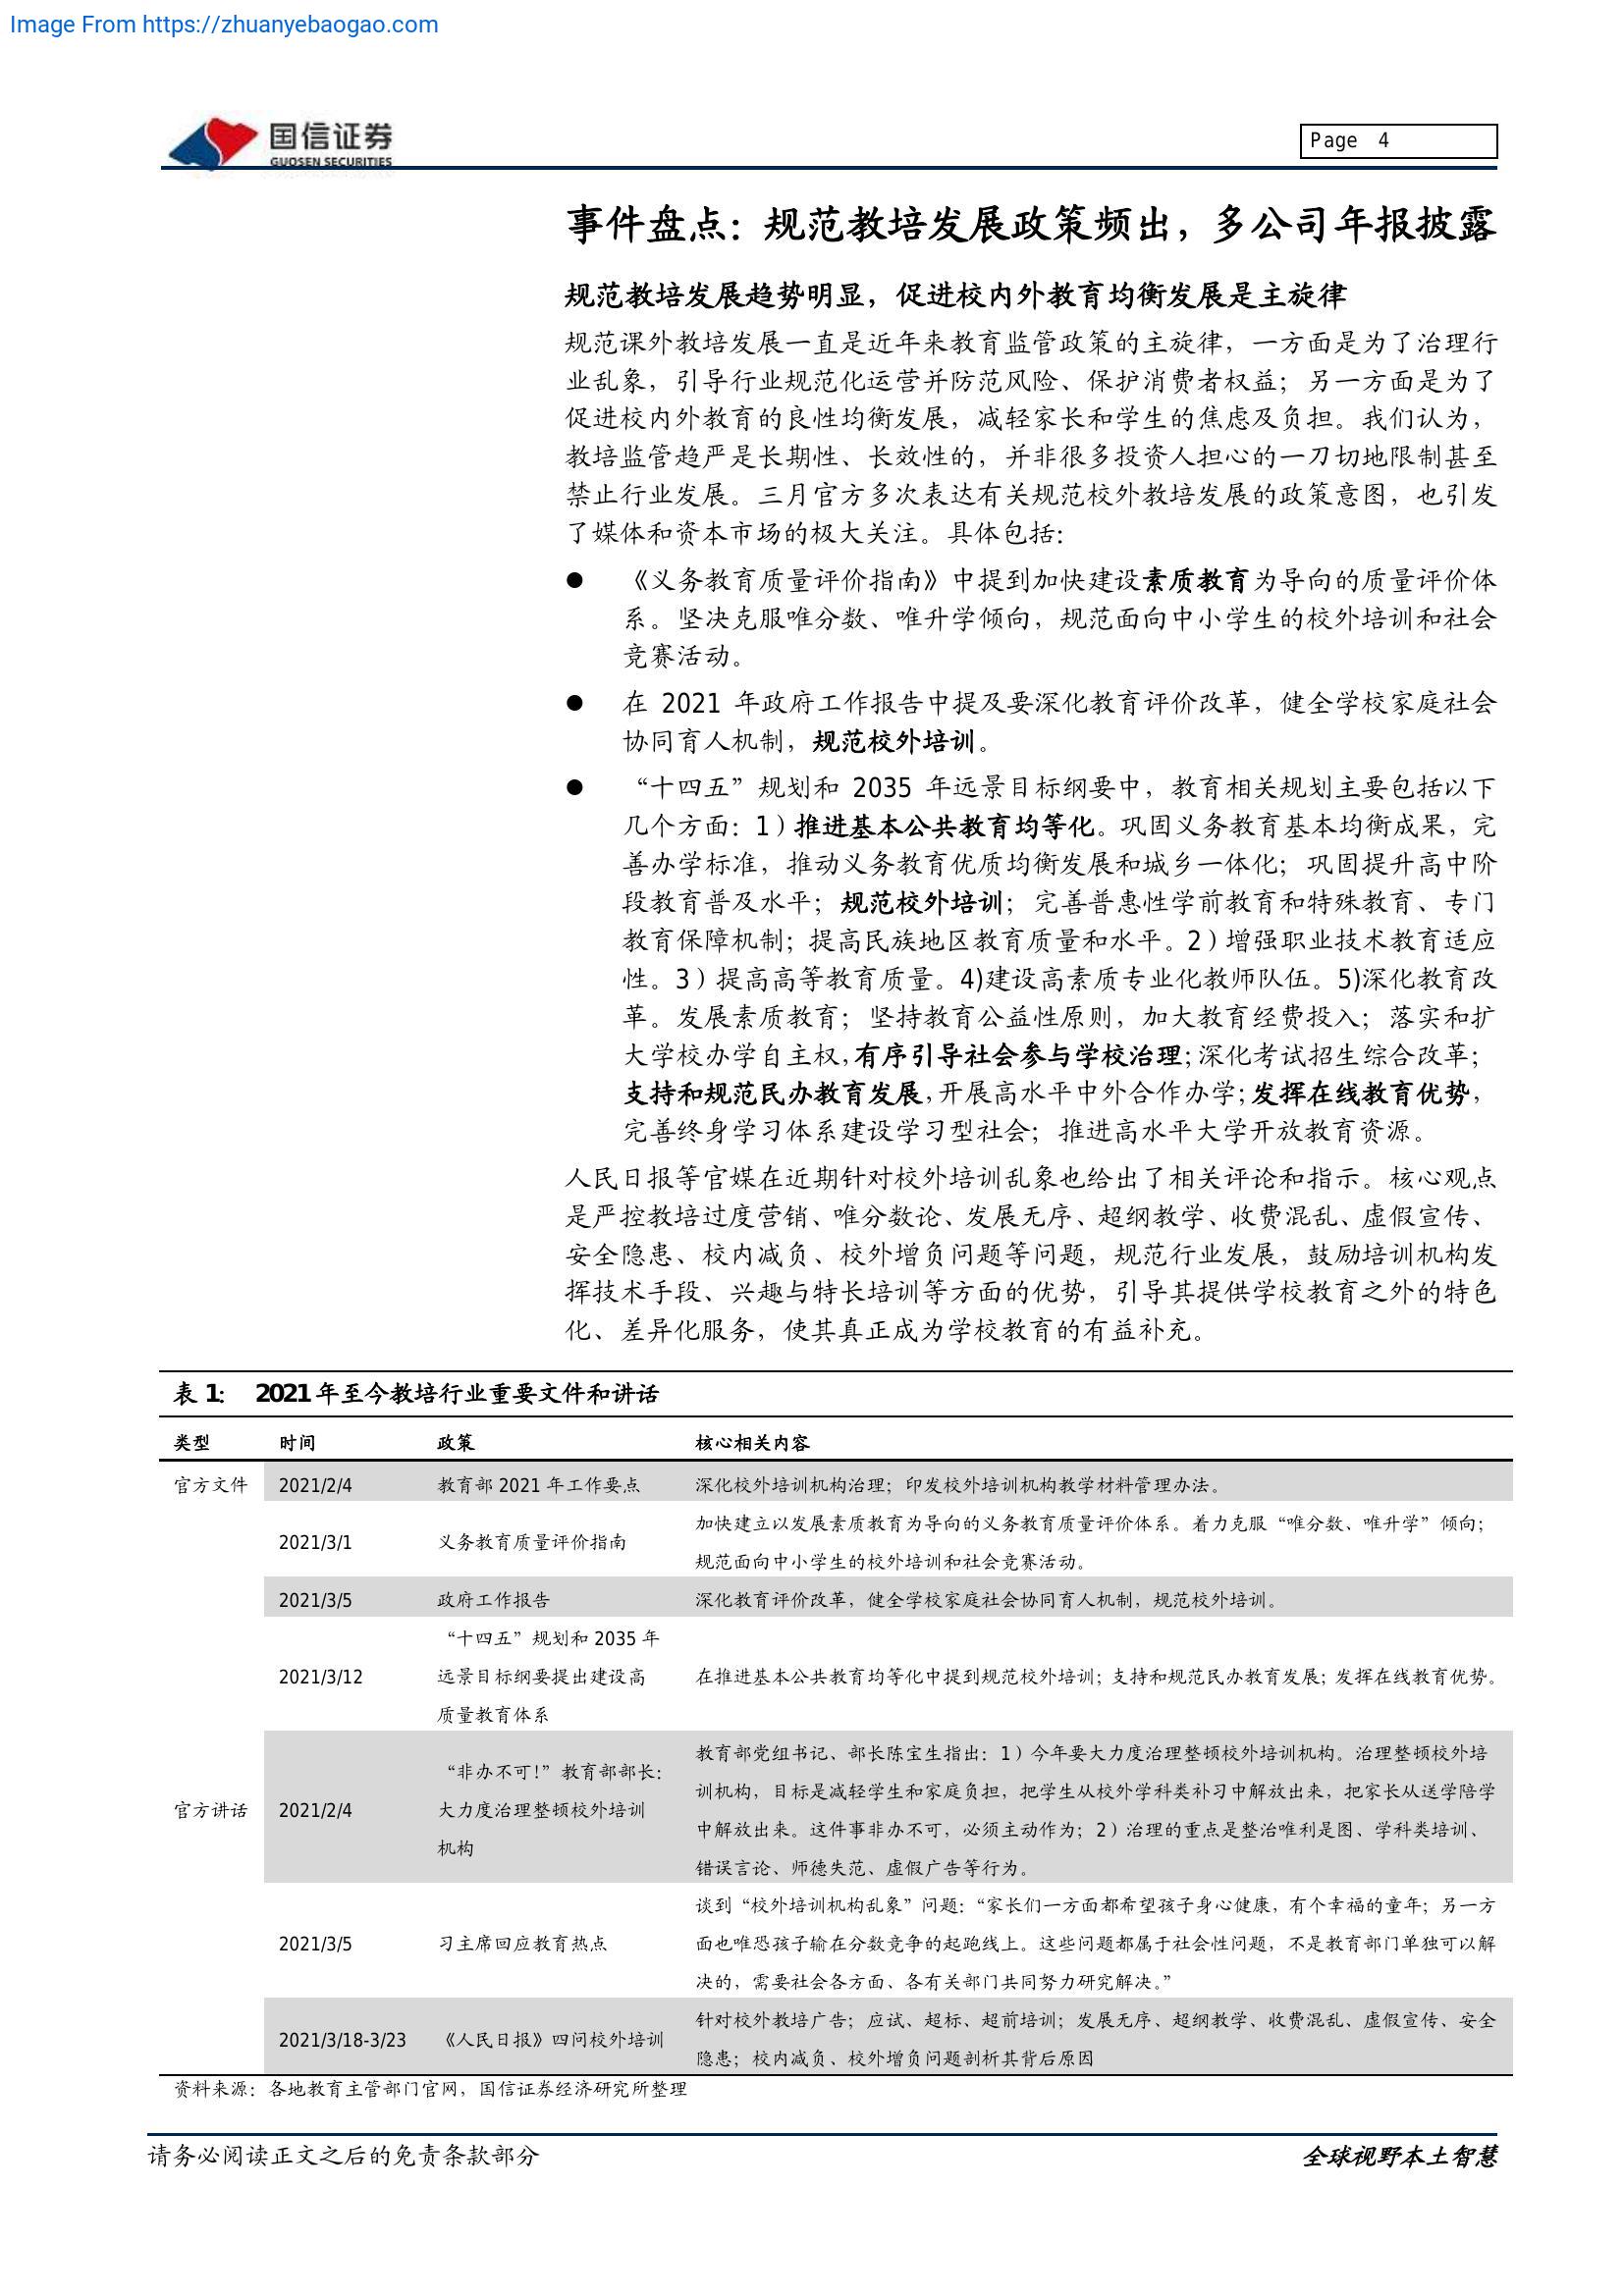 Image From https://zhuanyebaogao.com
国信证券
GUOSEN SECURITIES
Page 4
事件盘点：规范教培发展政策频出，多公司年报披露
规范教培发展趋势明显，促进校内外教育均衡发展是主旋律
规范课外教培发展一直是近年来教育监管政策的主旋律，一方面是为了治理行
业乱象，引导行业规范化运营并防范风险、保护消费者权益；另一方面是为了
促进校内外教育的良性均衡发展，减轻家长和学生的焦虑及负担。我们认为，
教培监管趋严是长期性、长效性的，并非很多投资人担心的一刀切地限制甚至
禁止行业发展。三月官方多次表达有关规范校外教培发展的政策意图，也引发
了媒体和资本市场的极大关注。具体包括：
● 《义务教育质量评价指南》中提到加快建设素质教育为导向的质量评价体
系。坚决克服唯分数、唯升学倾向，规范面向中小学生的校外培训和社会
竞赛活动。
● 在 2021 年政府工作报告中提及要深化教育评价改革，健全学校家庭社会
协同育人机制，规范校外培训。
● “十四五”规划和 2035 年远景目标纲要中，教育相关规划主要包括以下
几个方面：1）推进基本公共教育均等化。巩固义务教育基本均衡成果，完
善办学标准，推动义务教育优质均衡发展和城乡一体化；巩固提升高中阶
段教育普及水平；规范校外培训；完善普惠性学前教育和特殊教育、专门
教育保障机制；提高民族地区教育质量和水平。2）增强职业技术教育适应
性。3）提高高等教育质量。4)建设高素质专业化教师队伍。5)深化教育改
革。发展素质教育；坚持教育公益性原则，加大教育经费投入；落实和扩
大学校办学自主权，有序引导社会参与学校治理；深化考试招生综合改革；
支持和规范民办教育发展，开展高水平中外合作办学；发挥在线教育优势，
完善终身学习体系建设学习型社会；推进高水平大学开放教育资源。
人民日报等官媒在近期针对校外培训乱象也给出了相关评论和指示。核心观点
是严控教培过度营销、唯分数论、发展无序、超纲教学、收费混乱、虚假宣传、
安全隐患、校内减负、校外增负问题等问题，规范行业发展，鼓励培训机构发
挥技术手段、兴趣与特长培训等方面的优势，引导其提供学校教育之外的特色
化、差异化服务，使其真正成为学校教育的有益补充。
表 1： 2021 年至今教培行业重要文件和讲话
类型 时间 政策 核心相关内容
官方文件 2021/2/4 教育部 2021 年工作要点 深化校外培训机构治理；印发校外培训机构教学材料管理办法。
加快建立以发展素质教育为导向的义务教育质量评价体系。着力克服“唯分数、唯升学”倾向；
2021/3/1 义务教育质量评价指南
规范面向中小学生的校外培训和社会竞赛活动。
2021/3/5 政府工作报告 深化教育评价改革，健全学校家庭社会协同育人机制，规范校外培训。
“十四五”规划和 2035 年
2021/3/12 远景目标纲要提出建设高 在推进基本公共教育均等化中提到规范校外培训；支持和规范民办教育发展；发挥在线教育优势。
质量教育体系
教育部党组书记、部长陈宝生指出：1）今年要大力度治理整顿校外培训机构。治理整顿校外培
“非办不可！”教育部部长：
训机构，目标是减轻学生和家庭负担，把学生从校外学科类补习中解放出来，把家长从送学陪学
官方讲话 2021/2/4 大力度治理整顿校外培训
中解放出来。这件事非办不可，必须主动作为；2）治理的重点是整治唯利是图、学科类培训、
机构
错误言论、师德失范、虚假广告等行为。
谈到“校外培训机构乱象”问题：“家长们一方面都希望孩子身心健康，有个幸福的童年；另一方
2021/3/5 习主席回应教育热点 面也唯恐孩子输在分数竞争的起跑线上。这些问题都属于社会性问题，不是教育部门单独可以解
决的，需要社会各方面、各有关部门共同努力研究解决。”
针对校外教培广告；应试、超标、超前培训；发展无序、超纲教学、收费混乱、虚假宣传、安全
2021/3/18-3/23 《人民日报》四问校外培训
隐患；校内减负、校外增负问题剖析其背后原因
资料来源：各地教育主管部门官网，国信证券经济研究所整理
请务必阅读正文之后的免责条款部分 全球视野本土智慧